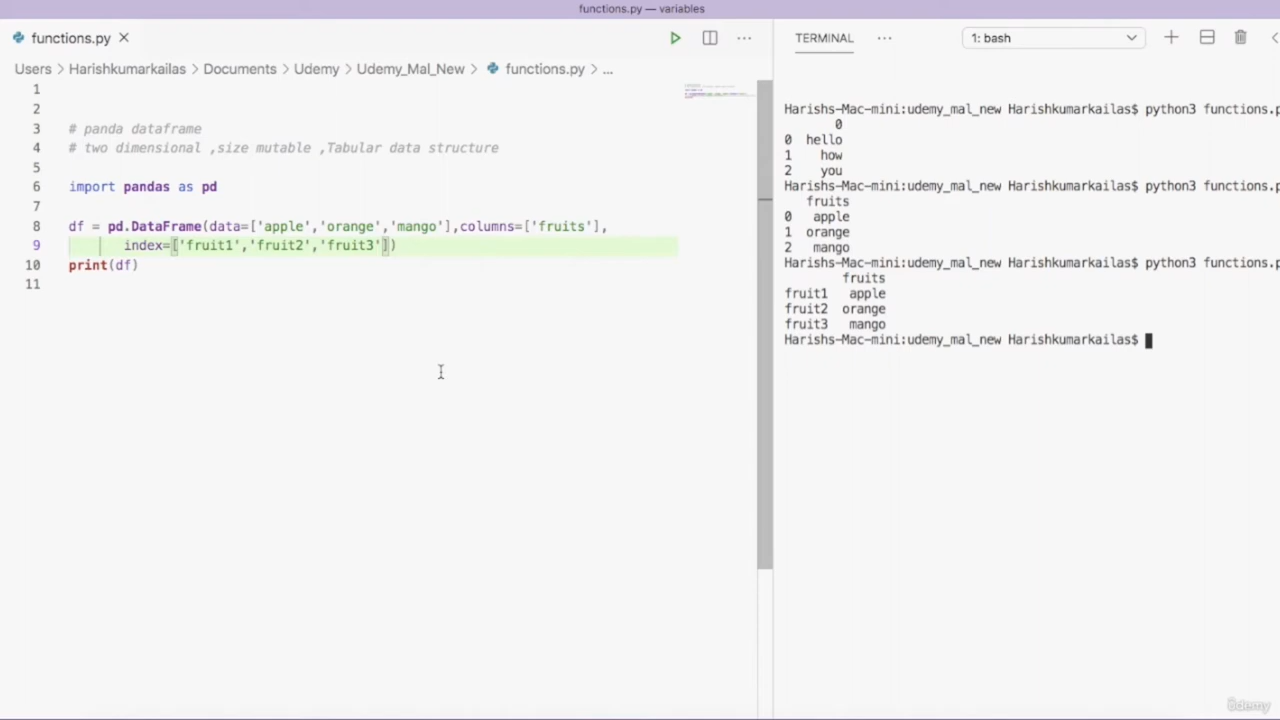 functions.py — variables
functions.py
TERMINAL
1: bash
Users > Harishkumarkailas > Documents > Udemy > Udemy_Mal_New > functions.py > ...
1
2
3 # panda dataframe
4 # two dimensional ,size mutable ,Tabular data structure
5
6 import pandas as pd
7
8 df = pd.DataFrame(data=['apple','orange','mango'],columns=['fruits'],
9 index=['fruit1','fruit2','fruit3'])
10 print(df)
11
Harishs-Mac-mini:udemy_mal_new Harishkumarkailas$ python3 functions.p
0
0 hello
1 how
2 you
Harishs-Mac-mini:udemy_mal_new Harishkumarkailas$ python3 functions.p
fruits
0 apple
1 orange
2 mango
Harishs-Mac-mini:udemy_mal_new Harishkumarkailas$ python3 functions.p
fruits
fruit1 apple
fruit2 orange
fruit3 mango
Harishs-Mac-mini:udemy_mal_new Harishkumarkailas$
ûdemy